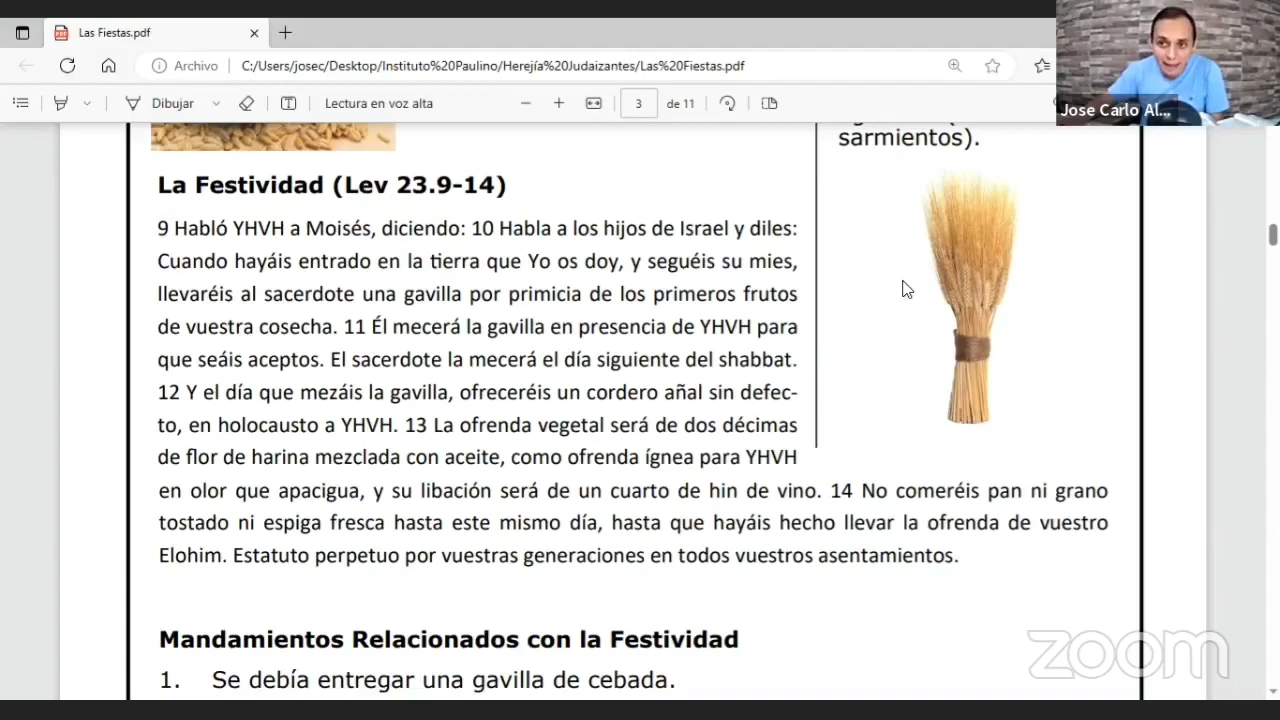 Las Fiestas.pdf
Archivo
C:/Users/josec/Desktop/Instituto%20Paulino/Herejía%20Judaizantes/Las%20Fiestas.pdf
Dibujar
Lectura en voz alta
3
de 11
Jose Carlo Al...
sarmientos).
La Festividad (Lev 23.9-14)
9 Habló YHVH a Moisés, diciendo: 10 Habla a los hijos de Israel y diles:
Cuando hayáis entrado en la tierra que Yo os doy, y seguéis su mies,
llevaréis al sacerdote una gavilla por primicia de los primeros frutos
de vuestra cosecha. 11 Él mecerá la gavilla en presencia de YHVH para
que seáis aceptos. El sacerdote la mecerá el día siguiente del shabbat.
12 Y el día que mezáis la gavilla, ofreceréis un cordero añal sin defec-
to, en holocausto a YHVH. 13 La ofrenda vegetal será de dos décimas
de flor de harina mezclada con aceite, como ofrenda ígnea para YHVH
en olor que apacigua, y su libación será de un cuarto de hin de vino. 14 No comeréis pan ni grano
tostado ni espiga fresca hasta este mismo día, hasta que hayáis hecho llevar la ofrenda de vuestro
Elohim. Estatuto perpetuo por vuestras generaciones en todos vuestros asentamientos.
Mandamientos Relacionados con la Festividad
1. Se debía entregar una gavilla de cebada.
zoom